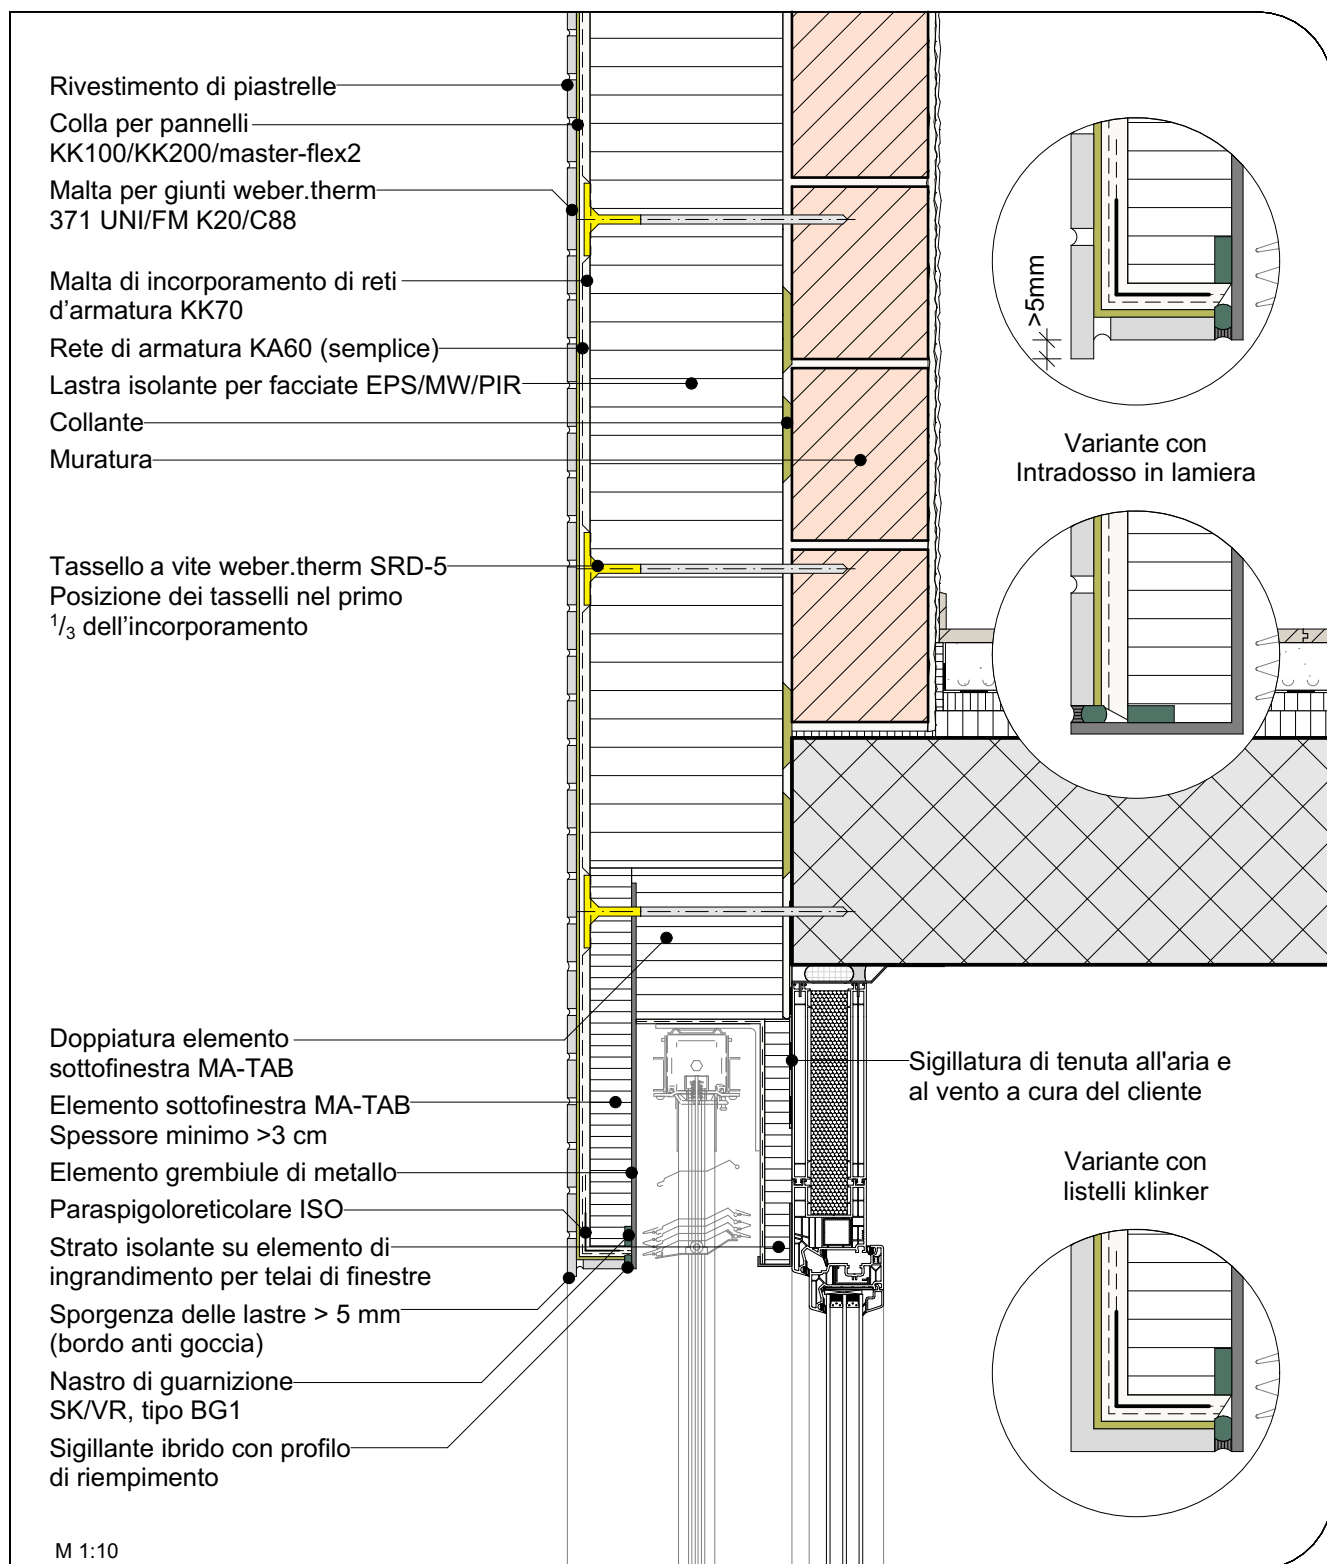 Rivestimento di piastrelle
Colla per pannelli
KK100/KK200/master-flex2
Malta per giunti weber.therm
371 UNI/FM K20/C88
Malta di incorporamento di reti
d’armatura KK70
Rete di armatura KA60 (semplice)
Lastra isolante per facciate EPS/MW/PIR
Collante
Muratura
Tassello a vite weber.therm SRD-5
Posizione dei tasselli nel primo
1/3 dell’incorporamento
Doppiatura elemento
sottofinestra MA-TAB
Elemento sottofinestra MA-TAB
Spessore minimo >3 cm
Elemento grembiule di metallo
Paraspigoloreticolare ISO
Strato isolante su elemento di
ingrandimento per telai di finestre
Sporgenza delle lastre > 5 mm
(bordo anti goccia)
Nastro di guarnizione
SK/VR, tipo BG1
Sigillante ibrido con profilo
di riempimento
M 1:10
>5mm
Variante con
Intradosso in lamiera
Sigillatura di tenuta all'aria e
al vento a cura del cliente
Variante con
listelli klinker